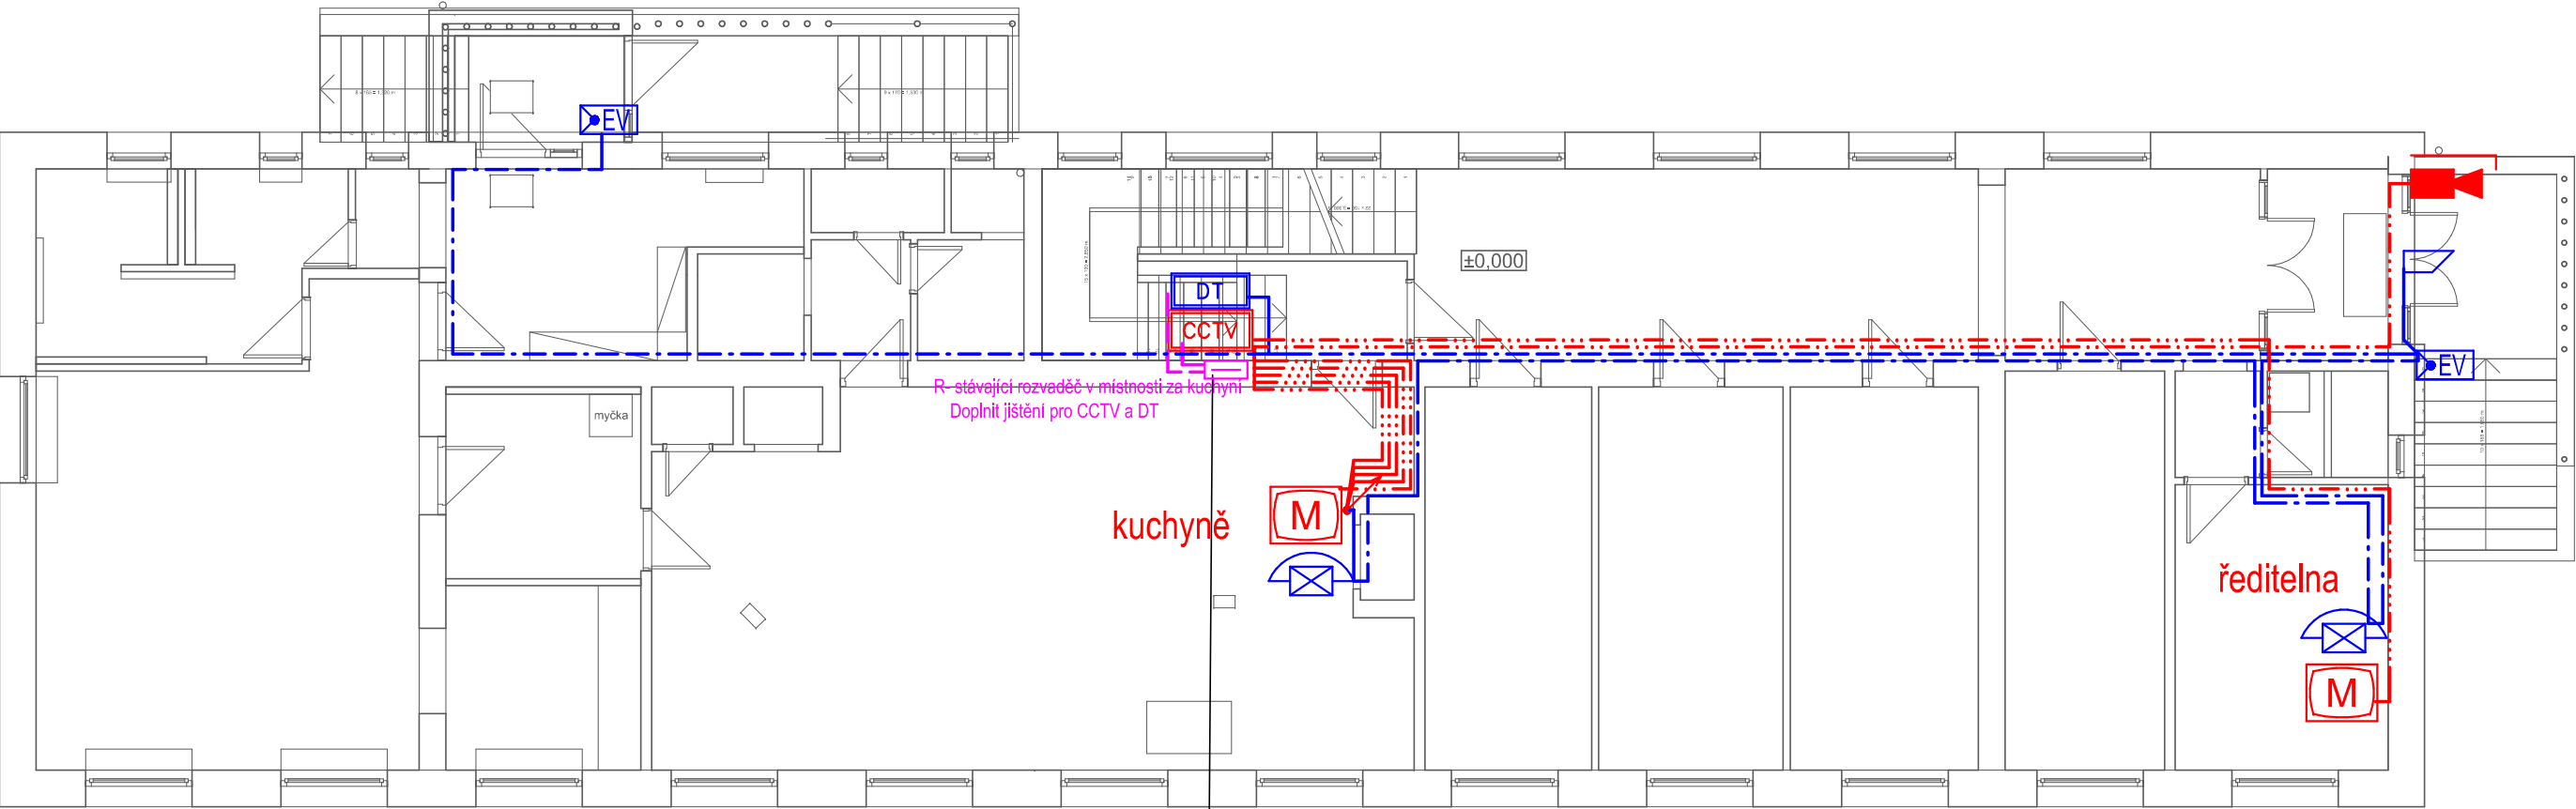 EV
±0,000
DT
CCTV
EV
R- stávající rozvaděč v místnosti za kuchyní
Doplnit jištění pro CCTV a DT
myčka
M
kuchyně
ředitelna
M